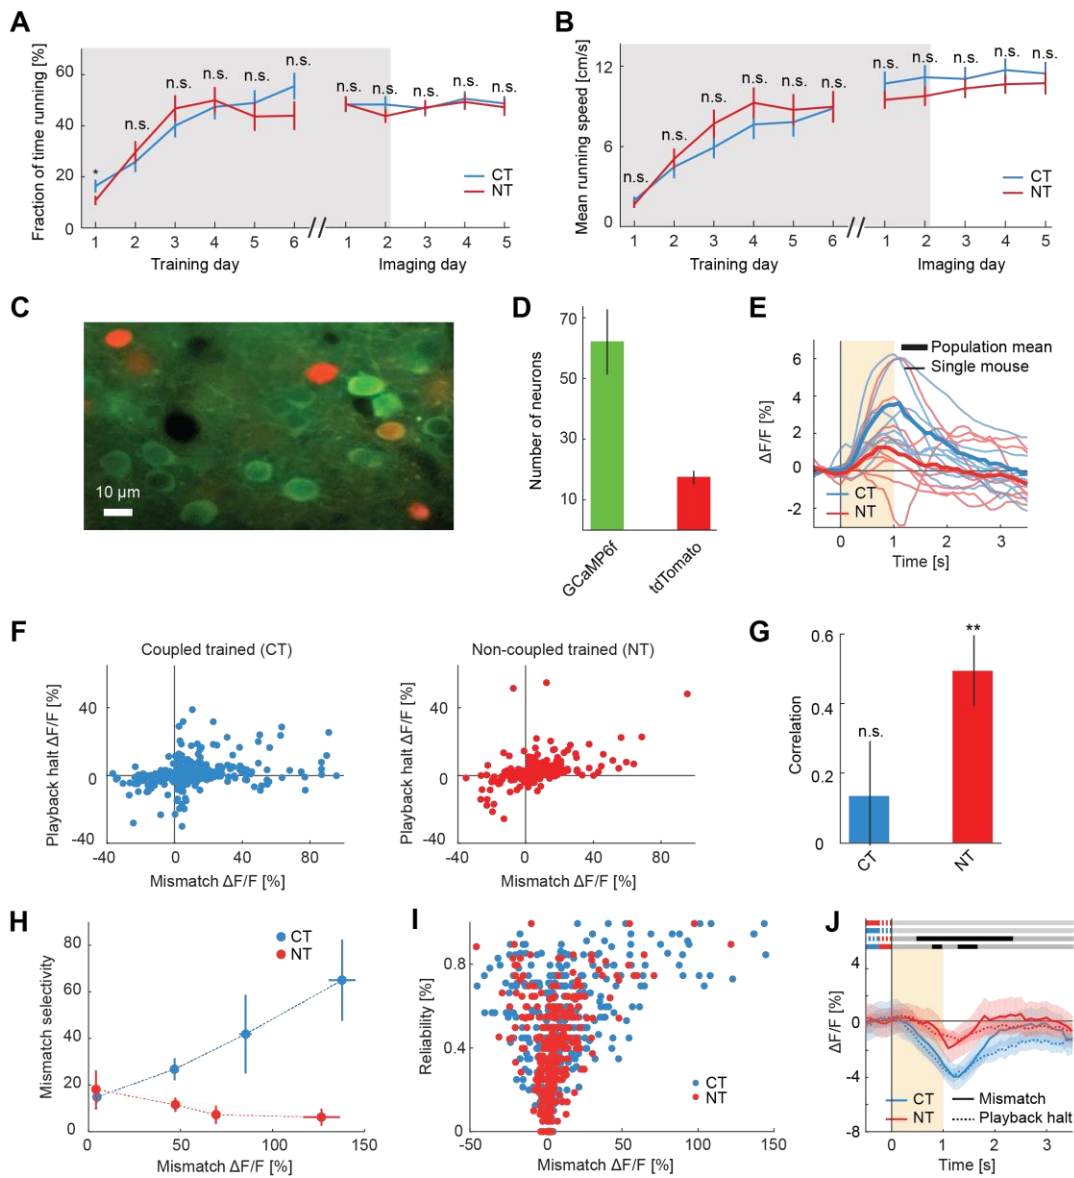 A
Fraction of time running [%]
60
40
20
0
*
n.s.
n.s.
n.s.
n.s.
n.s.
n.s.
n.s.
n.s.
n.s.
n.s.
CT
NT
1 2 3 4 5 6 1 2 3 4 5
Training day
Imaging day
B
Mean running speed [cm/s]
12
6
0
n.s.
n.s.
n.s.
n.s.
n.s.
n.s.
n.s.
n.s.
n.s.
n.s.
n.s.
CT
NT
1 2 3 4 5 6 1 2 3 4 5
Training day
Imaging day
C
10 µm
D
Number of neurons
70
50
30
10
GCaMP6f
tdTomato
E
ΔF/F [%]
6
4
2
0
-2
Population mean
Single mouse
CT
NT
0 1 2 3
Time [s]
F
Coupled trained (CT)
Playback halt ΔF/F [%]
40
0
-40
-40 0 40 80
Mismatch ΔF/F [%]
Non-coupled trained (NT)
Playback halt ΔF/F [%]
40
0
-40
-40 0 40 80
Mismatch ΔF/F [%]
G
Correlation
0.6
0.4
0.2
0
n.s.
**
CT
NT
H
Mismatch selectivity
80
60
40
20
0
CT
NT
0 50 100 150
Mismatch ΔF/F [%]
I
Reliability [%]
0.8
0.4
0
CT
NT
-50 0 50 100 150
Mismatch ΔF/F [%]
J
ΔF/F [%]
4
0
-4
-8
CT
NT
Mismatch
Playback halt
0 1 2 3
Time [s]